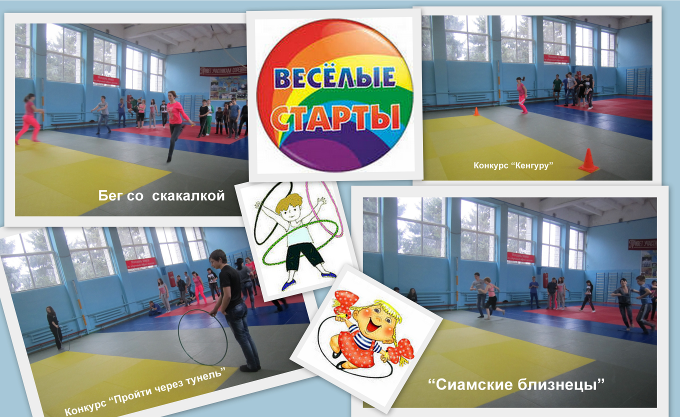 ВЕСЁЛЫЕ
СТАРТЫ
Бег со скакалкой
Конкурс “Кенгуру”
Конкурс “Пройти через тунель”
“Сиамские близнецы”